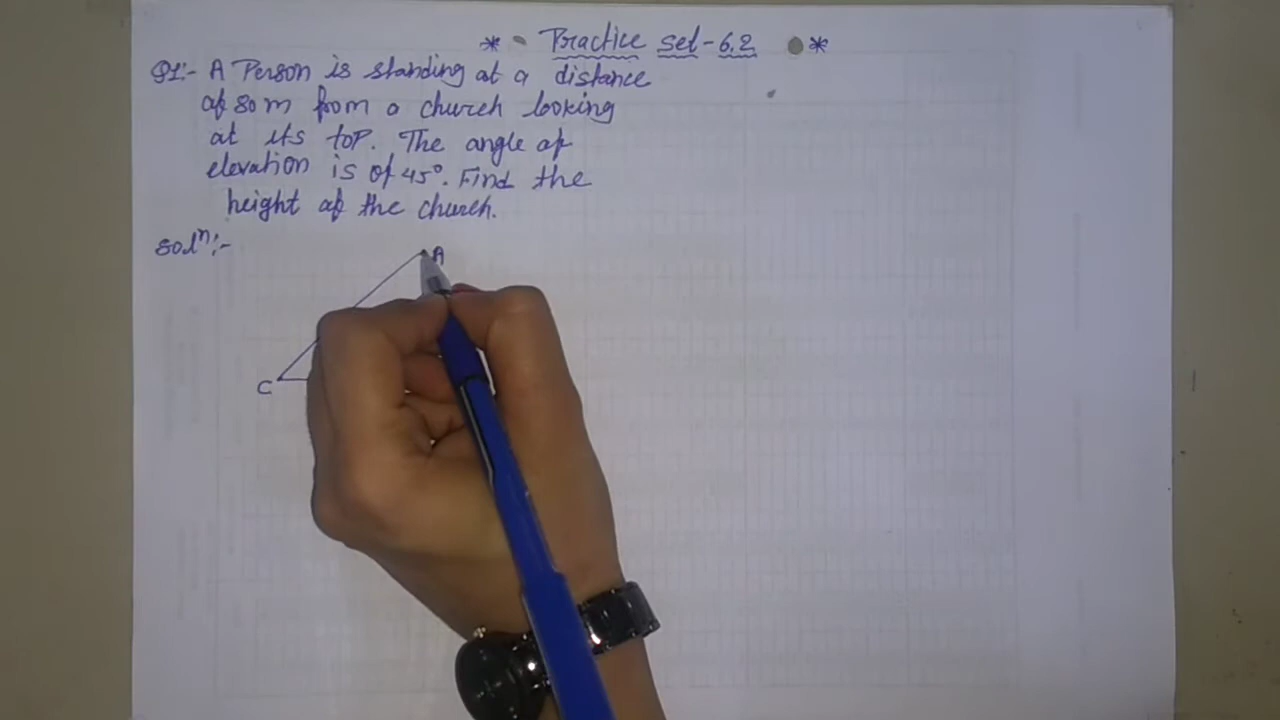 * Practice set-6.2 *
Q1:- A Person is standing at a distance
of 80 m from a church looking
at its top. The angle of
elevation is of 45°. Find the
height of the church.
Solⁿ:-
A
C